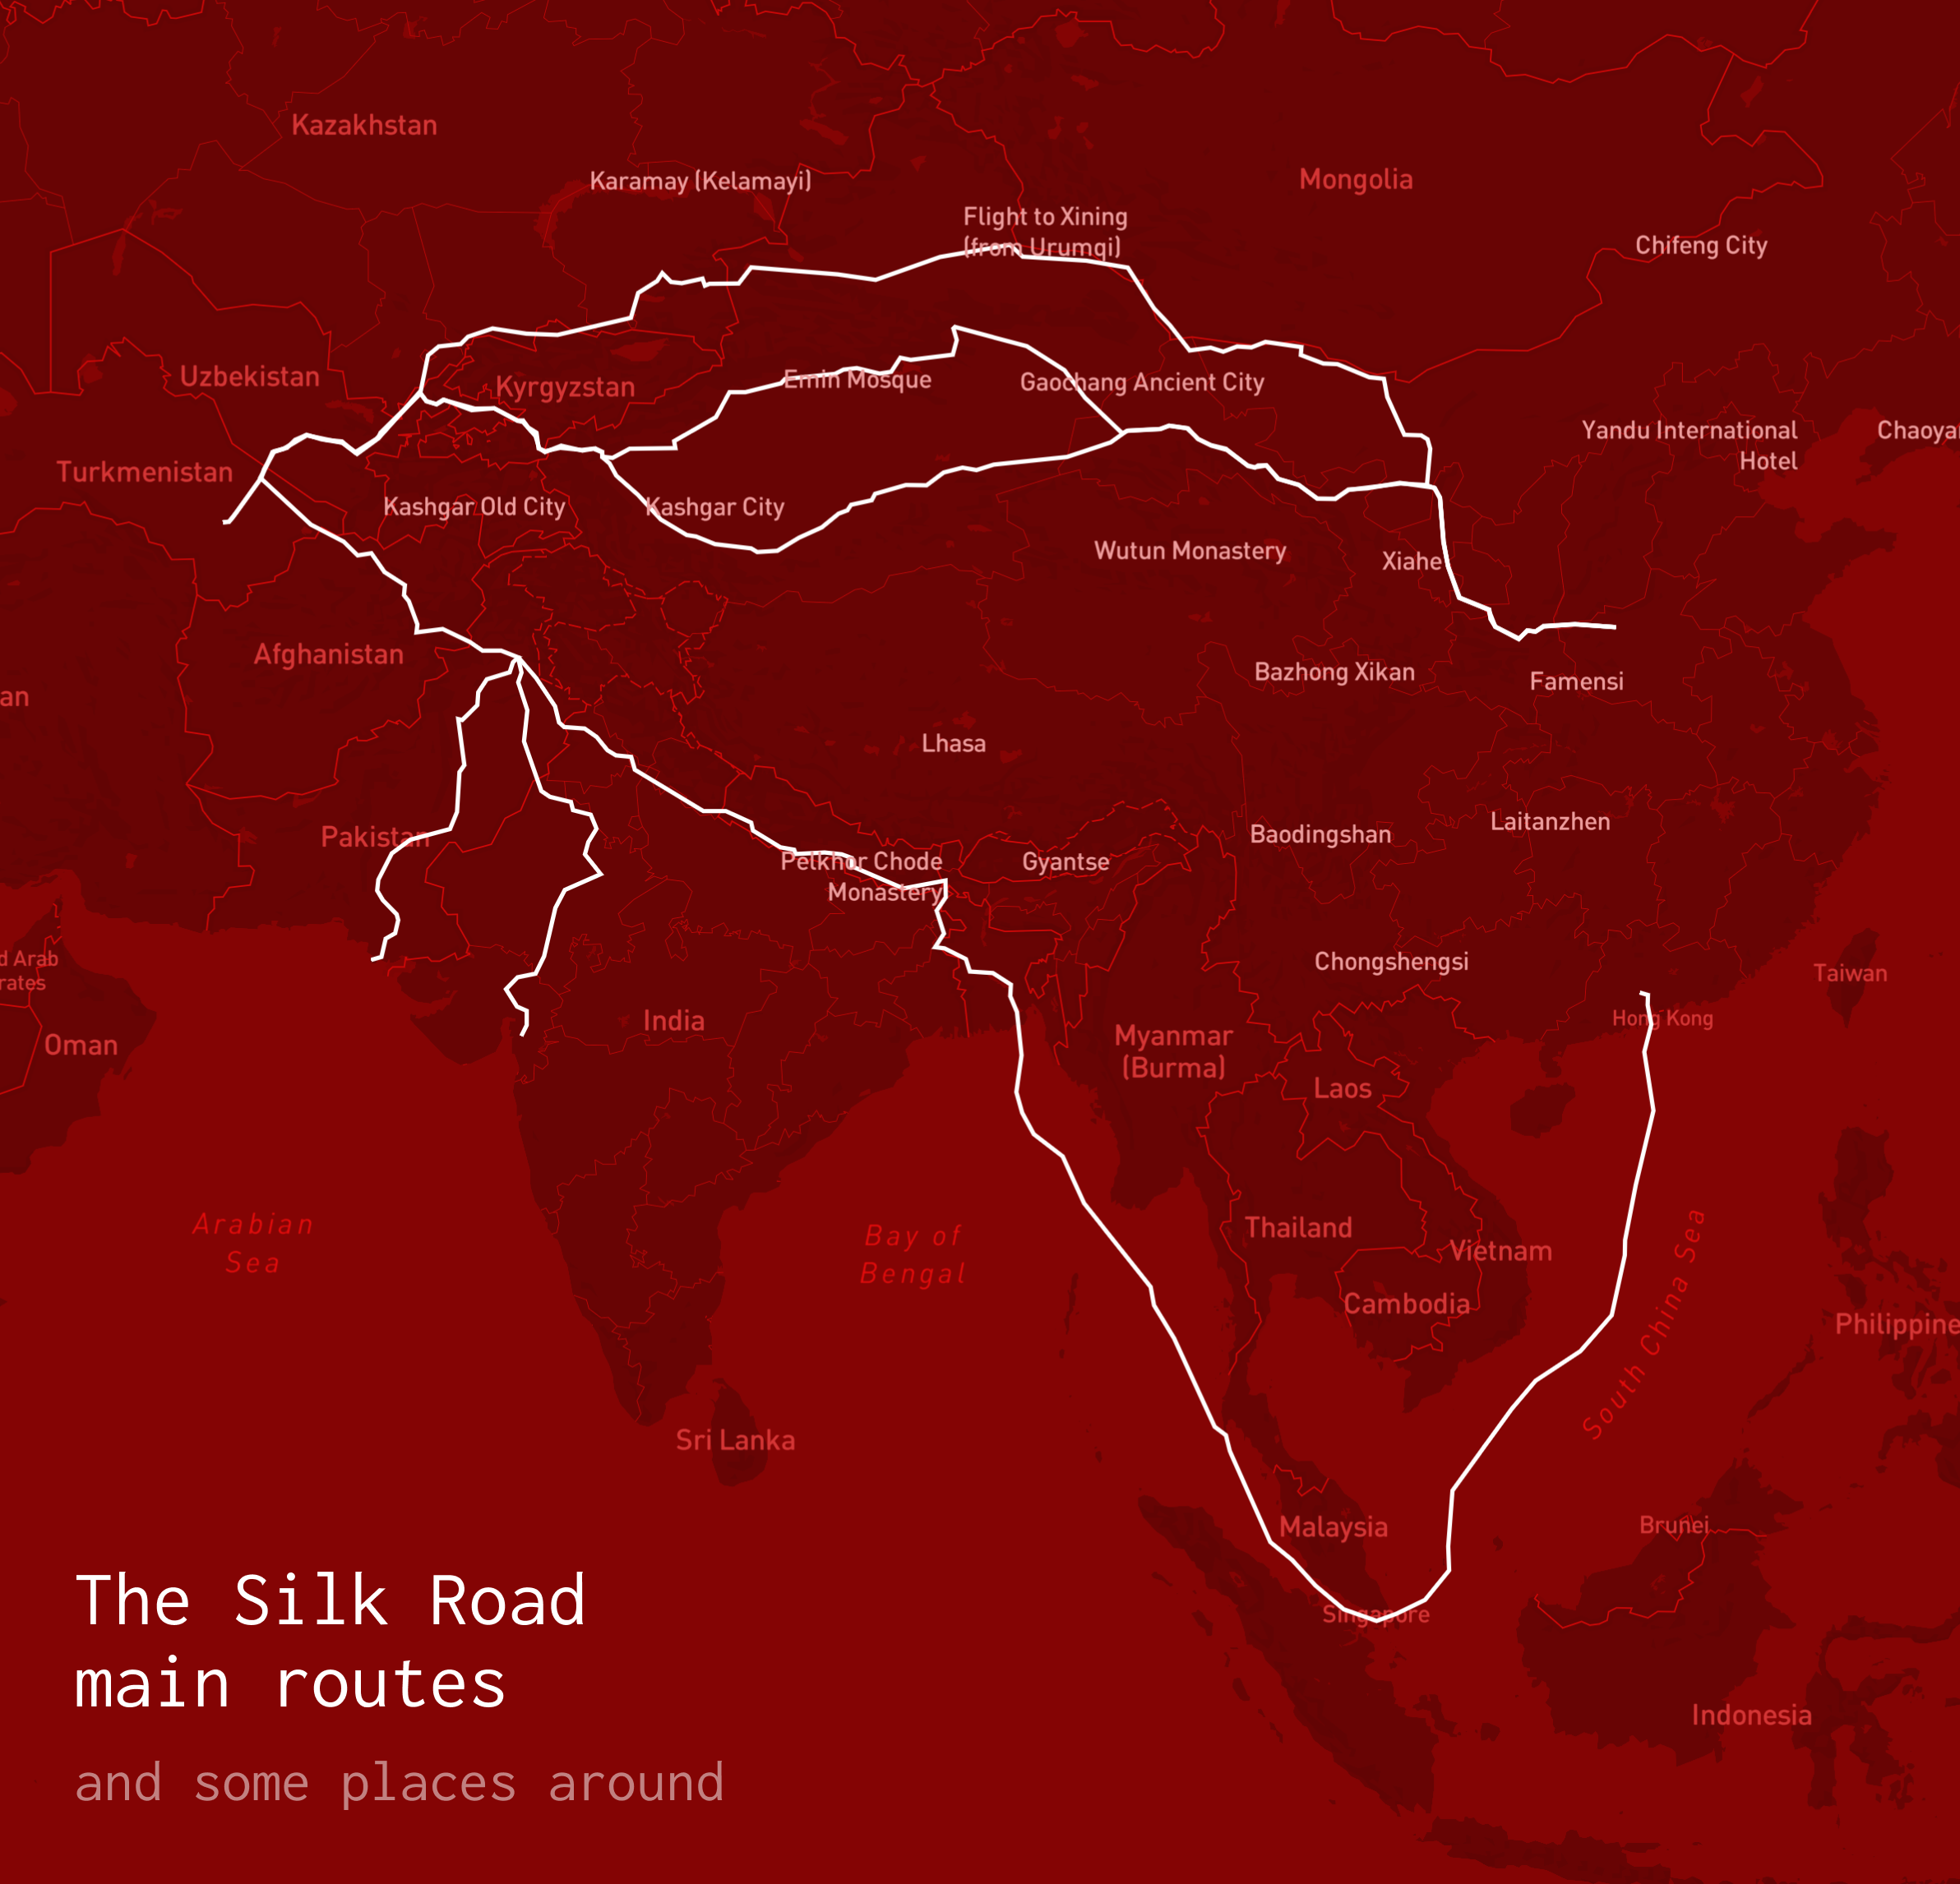 Kazakhstan
Karamay (Kelamayi)
Mongolia
Flight to Xining
(from Urumqi)
Chifeng City
Uzbekistan
Kyrgyzstan
Emin Mosque
Gaochang Ancient City
Yandu International
Hotel
Chaoya
Turkmenistan
Kashgar Old City
Kashgar City
Wutun Monastery
Xiahe
Afghanistan
Bazhong Xikan
Famensi
an
Lhasa
Pakistan
Baodingshan
Laitanzhen
Pelkhor Chode
Monastery
Gyantse
d Arab
rates
Chongshengsi
Taiwan
India
Hong Kong
Oman
Myanmar
(Burma)
Laos
Arabian
Sea
Bay of
Bengal
Thailand
Vietnam
Cambodia
South China Sea
Philippine
Sri Lanka
Malaysia
Brunei
Singapore
The Silk Road
main routes
Indonesia
and some places around